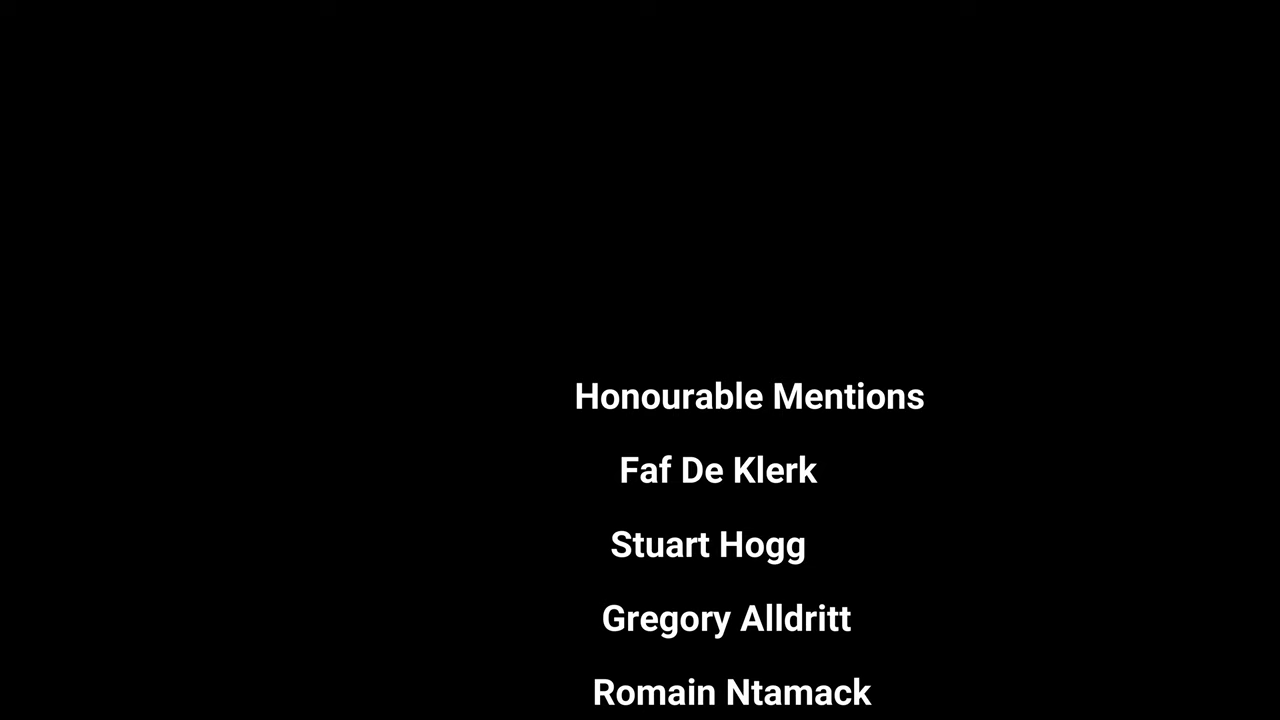 Honourable Mentions
Faf De Klerk
Stuart Hogg
Gregory Alldritt
Romain Ntamack